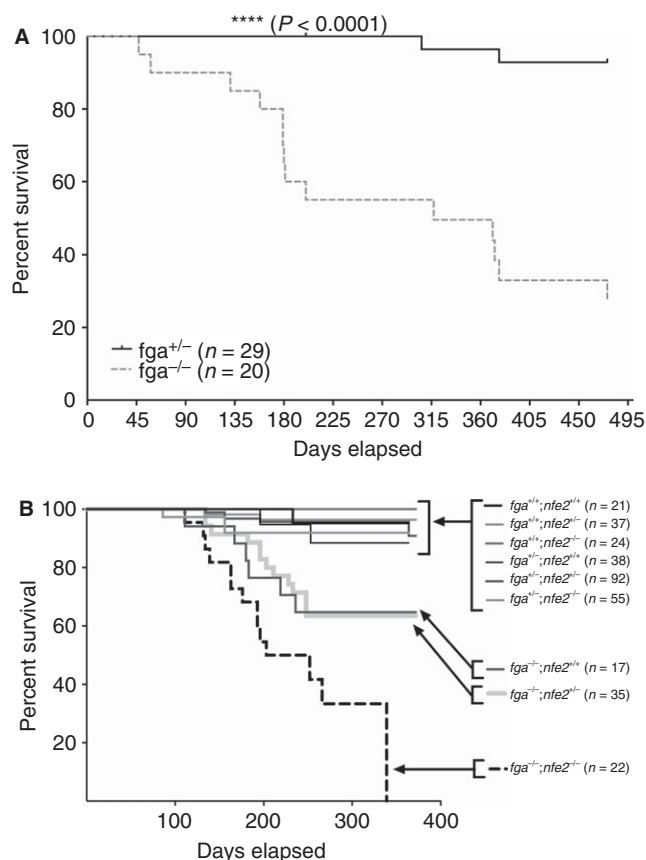 A
**** (P < 0.0001)
Percent survival
100
80
60
40
20
0
fga+/– (n = 29)
fga–/– (n = 20)
0 45 90 135 180 225 270 315 360 405 450 495
Days elapsed
B
Percent survival
100
80
60
40
20
100 200 300 400
Days elapsed
fga+/+;nfe2+/+ (n = 21)
fga+/+;nfe2+/– (n = 37)
fga+/+;nfe2–/– (n = 24)
fga+/–;nfe2+/+ (n = 38)
fga+/–;nfe2+/– (n = 92)
fga+/–;nfe2–/– (n = 55)
fga–/–;nfe2+/+ (n = 17)
fga–/–;nfe2+/– (n = 35)
fga–/–;nfe2–/– (n = 22)